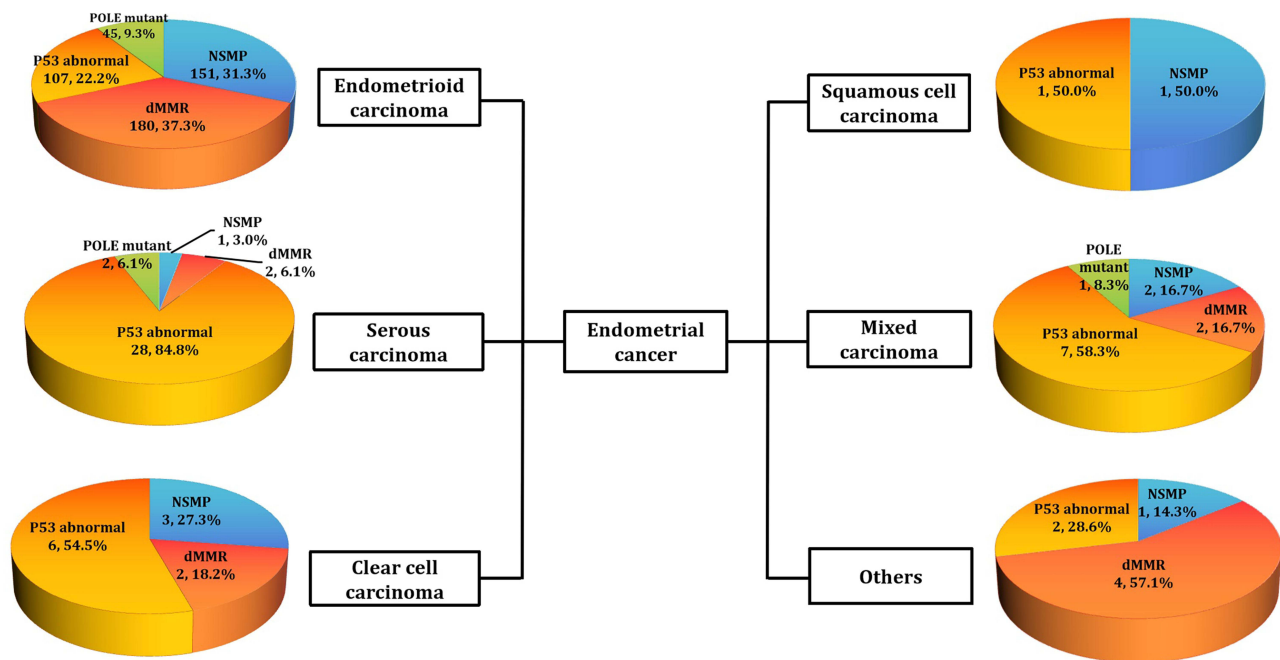 POLE mutant
45, 9.3%
NSMP
151, 31.3%
P53 abnormal
107, 22.2%
dMMR
180, 37.3%
Endometrioid
carcinoma
NSMP
1, 3.0%
POLE mutant
2, 6.1%
dMMR
2, 6.1%
P53 abnormal
28, 84.8%
Serous
carcinoma
NSMP
3, 27.3%
P53 abnormal
6, 54.5%
dMMR
2, 18.2%
Clear cell
carcinoma
Endometrial
cancer
Squamous cell
carcinoma
P53 abnormal
1, 50.0%
NSMP
1, 50.0%
Mixed
carcinoma
POLE
mutant
1, 8.3%
NSMP
2, 16.7%
dMMR
2, 16.7%
P53 abnormal
7, 58.3%
Others
NSMP
1, 14.3%
P53 abnormal
2, 28.6%
dMMR
4, 57.1%